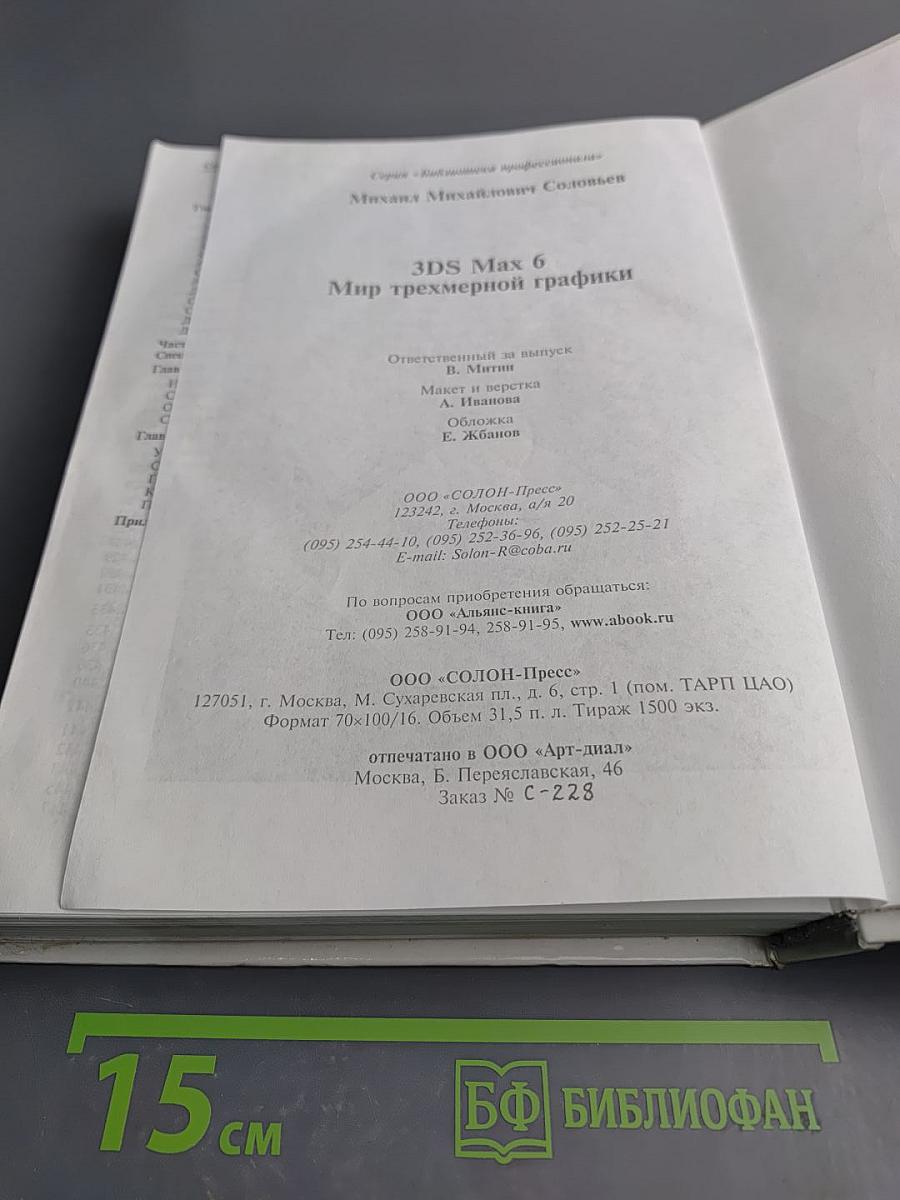 Серия «Библиотека профессионала»
Михаил Михайлович Соловьев
3DS Max 6
Мир трехмерной графики
Ответственный за выпуск
В. Митин
Макет и верстка
А. Иванова
Обложка
Е. Жбанов
ООО «СОЛОН-Пресс»
123242, г. Москва, а/я 20
Телефоны:
(095) 254-44-10, (095) 252-36-96, (095) 252-25-21
E-mail: Solon-R@coba.ru
По вопросам приобретения обращаться:
ООО «Альянс-книга»
Тел: (095) 258-91-94, 258-91-95, www.abook.ru
ООО «СОЛОН-Пресс»
127051, г. Москва, М. Сухаревская пл., д. 6, стр. 1 (пом. ТАРП ЦАО)
Формат 70×100/16. Объем 31,5 п. л. Тираж 1500 экз.
отпечатано в ООО «Арт-диал»
Москва, Б. Переяславская, 46
Заказ № С-228
15 см
БФ БИБЛИОФАН